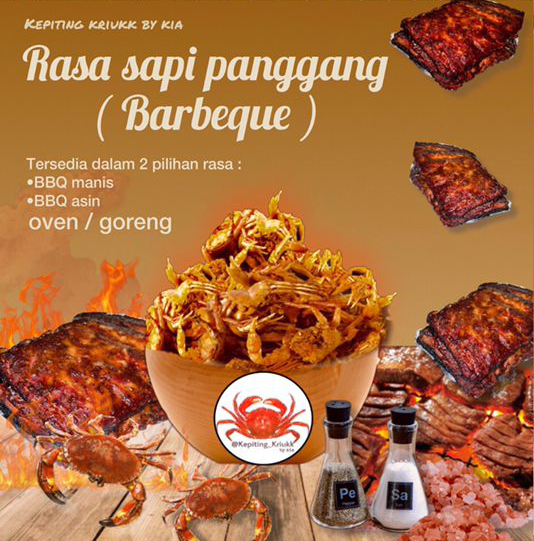 Kepiting kriukk by kia
Rasa sapi panggang
( Barbeque )
Tersedia dalam 2 pilihan rasa :
•BBQ manis
•BBQ asin
oven / goreng
@Kepiting_Kriukk
by kia
Pe
Sa